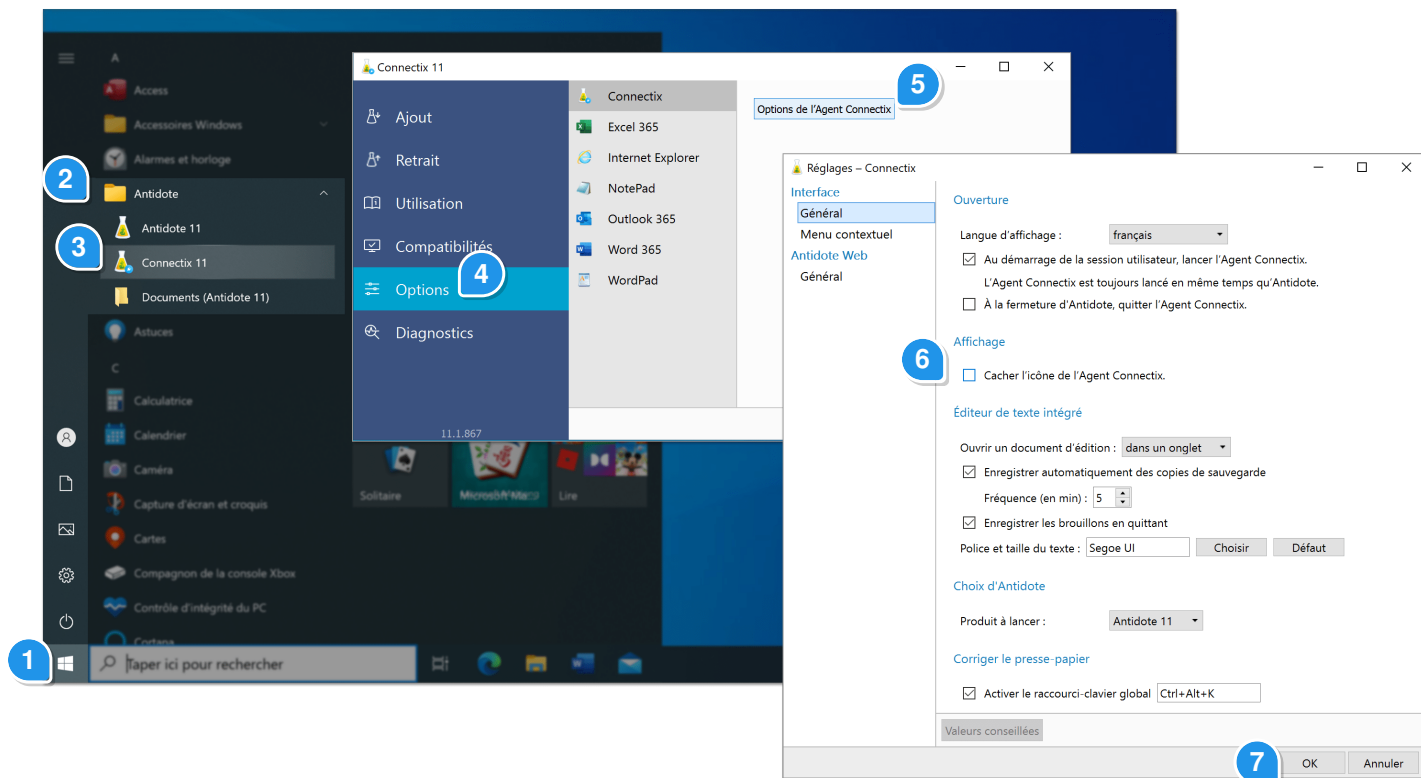 A
Access
Accessoires Windows
Alarmes et horloge
2
Antidote
Antidote 11
3
Connectix 11
Documents (Antidote 11)
Astuces
C
Calculatrice
Calendrier
Caméra
Capture d'écran et croquis
Cartes
Compagnon de la console Xbox
Contrôle d'intégrité du PC
Cortana
1
Taper ici pour rechercher
Solitaire
Lire
Connectix 11
Ajout
Retrait
Utilisation
Compatibilités
4
Options
Diagnostics
11.1.867
Connectix
Excel 365
Internet Explorer
NotePad
Outlook 365
Word 365
WordPad
5
Options de l'Agent Connectix
Réglages – Connectix
Interface
Général
Menu contextuel
Antidote Web
Général
Ouverture
Langue d'affichage : français
Au démarrage de la session utilisateur, lancer l'Agent Connectix.
L'Agent Connectix est toujours lancé en même temps qu'Antidote.
À la fermeture d'Antidote, quitter l'Agent Connectix.
Affichage
6
Cacher l'icône de l'Agent Connectix.
Éditeur de texte intégré
Ouvrir un document d'édition : dans un onglet
Enregistrer automatiquement des copies de sauvegarde
Fréquence (en min) : 5
Enregistrer les brouillons en quittant
Police et taille du texte : Segoe UI Choisir Défaut
Choix d'Antidote
Produit à lancer : Antidote 11
Corriger le presse-papier
Activer le raccourci-clavier global Ctrl+Alt+K
Valeurs conseillées
7
OK Annuler